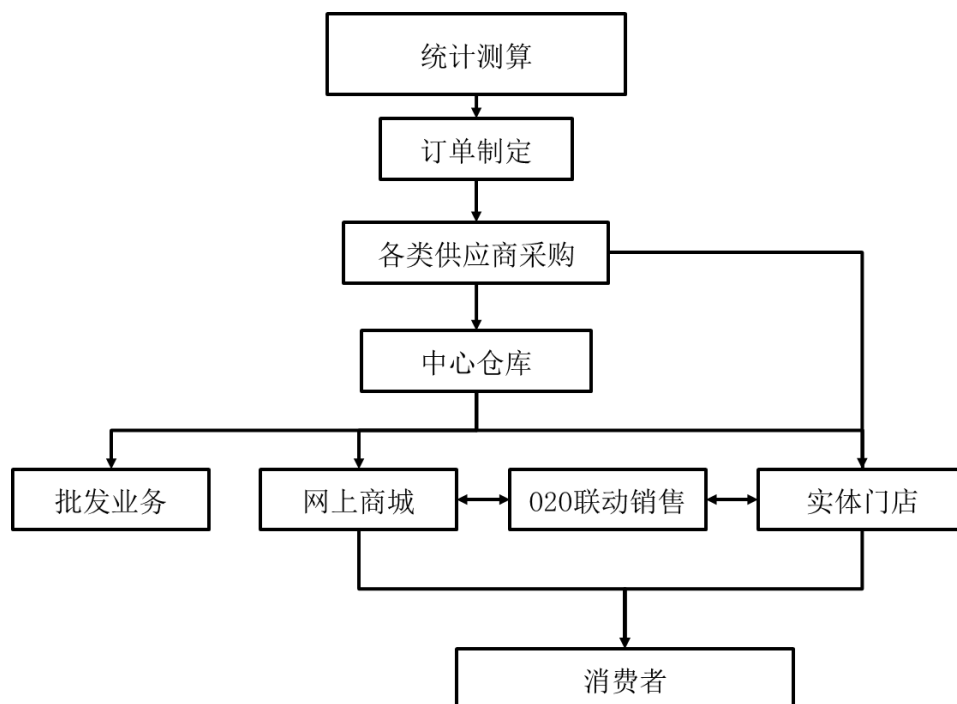 统计测算
订单制定
各类供应商采购
中心仓库
批发业务
网上商城
O2O联动销售
实体门店
消费者